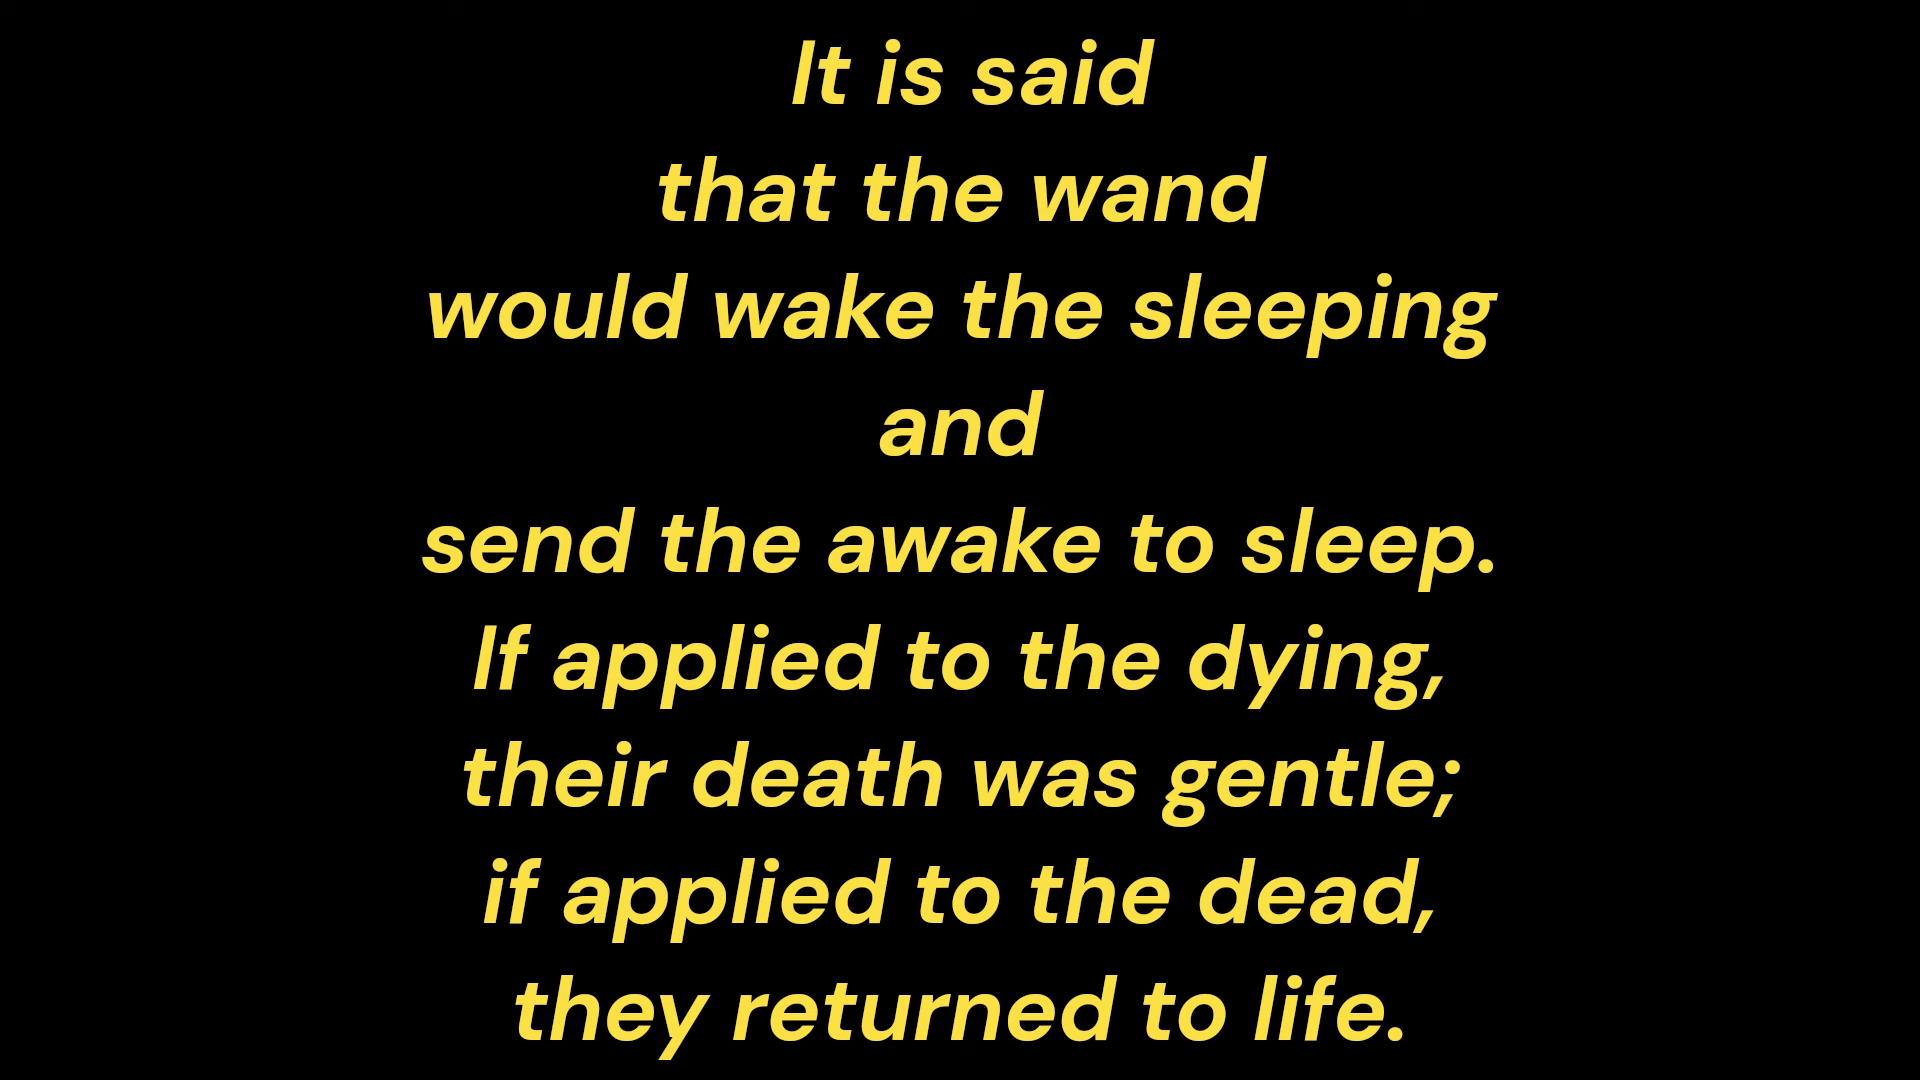 It is said
that the wand
would wake the sleeping
and
send the awake to sleep.
If applied to the dying,
their death was gentle;
if applied to the dead,
they returned to life.